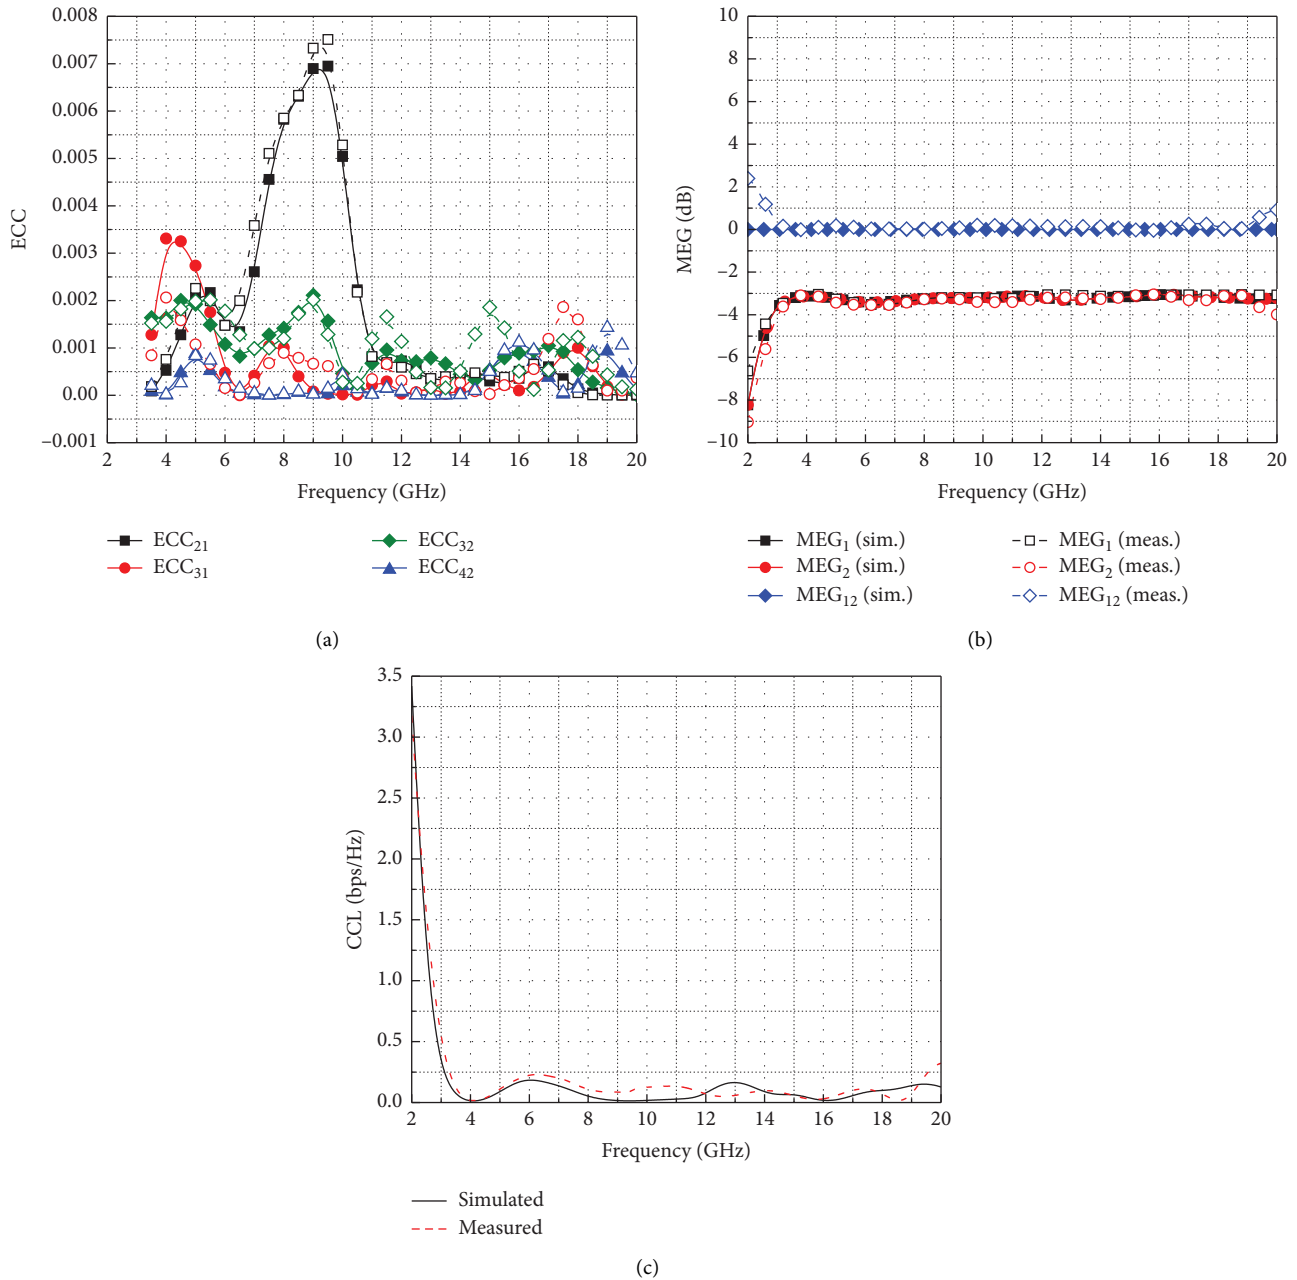 0.008
0.007
0.006
0.005
0.004
0.003
0.002
0.001
0.00
−0.001
ECC
2 4 6 8 10 12 14 16 18 20
Frequency (GHz)
ECC21
ECC31
ECC32
ECC42
(a)
10
8
6
4
2
0
−2
−4
−6
−8
−10
MEG (dB)
2 4 6 8 10 12 14 16 18 20
Frequency (GHz)
MEG1 (sim.)
MEG2 (sim.)
MEG12 (sim.)
MEG1 (meas.)
MEG2 (meas.)
MEG12 (meas.)
(b)
3.5
3.0
2.5
2.0
1.5
1.0
0.5
0.0
CCL (bps/Hz)
2 4 6 8 10 12 14 16 18 20
Frequency (GHz)
Simulated
Measured
(c)